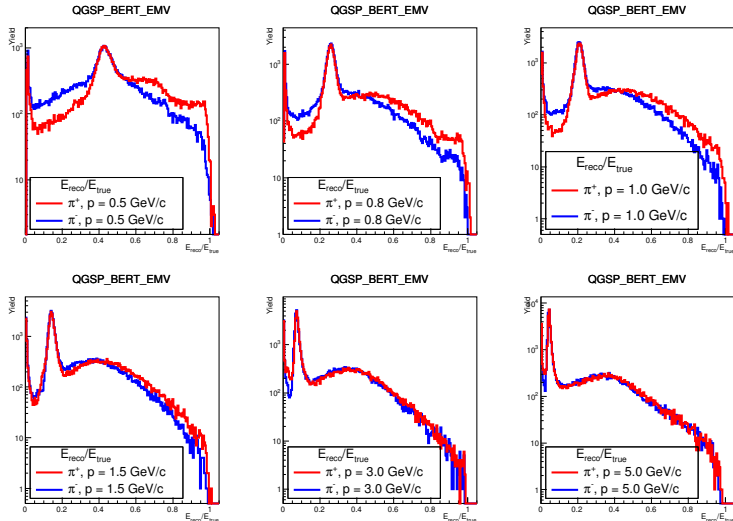 QGSP_BERT_EMV
Yield
10³
10²
10
E_reco/E_true
π⁺, p = 0.5 GeV/c
π⁻, p = 0.5 GeV/c
0 0.2 0.4 0.6 0.8 1
E_reco/E_true
QGSP_BERT_EMV
Yield
10³
10²
10
1
E_reco/E_true
π⁺, p = 0.8 GeV/c
π⁻, p = 0.8 GeV/c
0 0.2 0.4 0.6 0.8 1
E_reco/E_true
QGSP_BERT_EMV
Yield
10³
10²
10
1
E_reco/E_true
π⁺, p = 1.0 GeV/c
π⁻, p = 1.0 GeV/c
0 0.2 0.4 0.6 0.8 1
E_reco/E_true
QGSP_BERT_EMV
Yield
10³
10²
10
1
E_reco/E_true
π⁺, p = 1.5 GeV/c
π⁻, p = 1.5 GeV/c
0 0.2 0.4 0.6 0.8 1
E_reco/E_true
QGSP_BERT_EMV
Yield
10³
10²
10
1
E_reco/E_true
π⁺, p = 3.0 GeV/c
π⁻, p = 3.0 GeV/c
0 0.2 0.4 0.6 0.8 1
E_reco/E_true
QGSP_BERT_EMV
Yield
10⁴
10³
10²
10
1
E_reco/E_true
π⁺, p = 5.0 GeV/c
π⁻, p = 5.0 GeV/c
0 0.2 0.4 0.6 0.8 1
E_reco/E_true